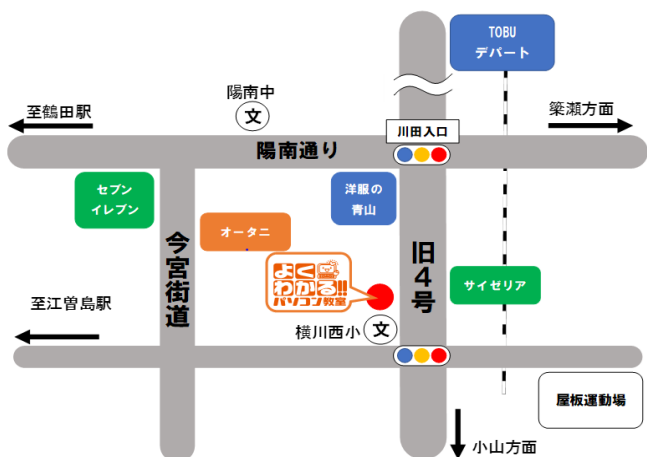 TOBU
デパート
陽南中
文
至鶴田駅
簗瀬方面
川田入口
陽南通り
セブン
イレブン
洋服の
青山
オータニ
今宮街道
旧4号
よく
わかる!!
パソコン教室
サイゼリア
至江曽島駅
横川西小
文
屋板運動場
小山方面